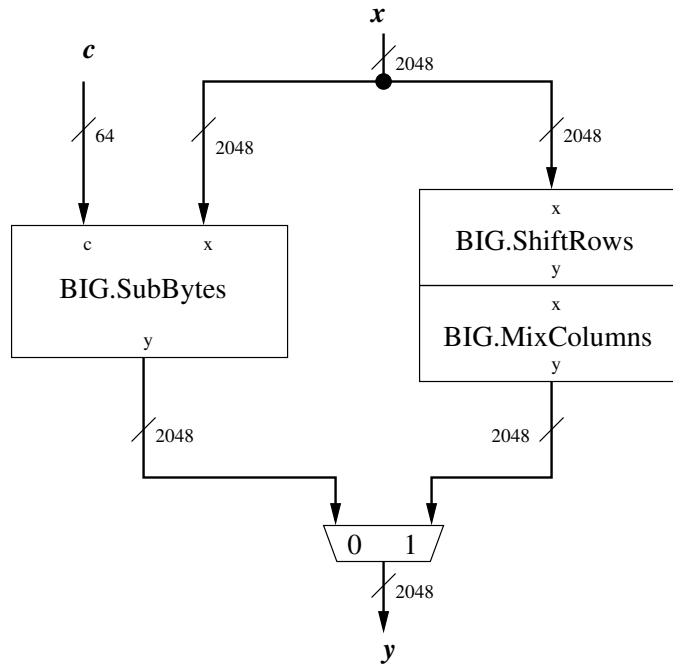 x
2048
c
64
2048
2048
c x
BIG.SubBytes
y
x
BIG.ShiftRows
y
x
BIG.MixColumns
y
2048
2048
0 1
2048
y